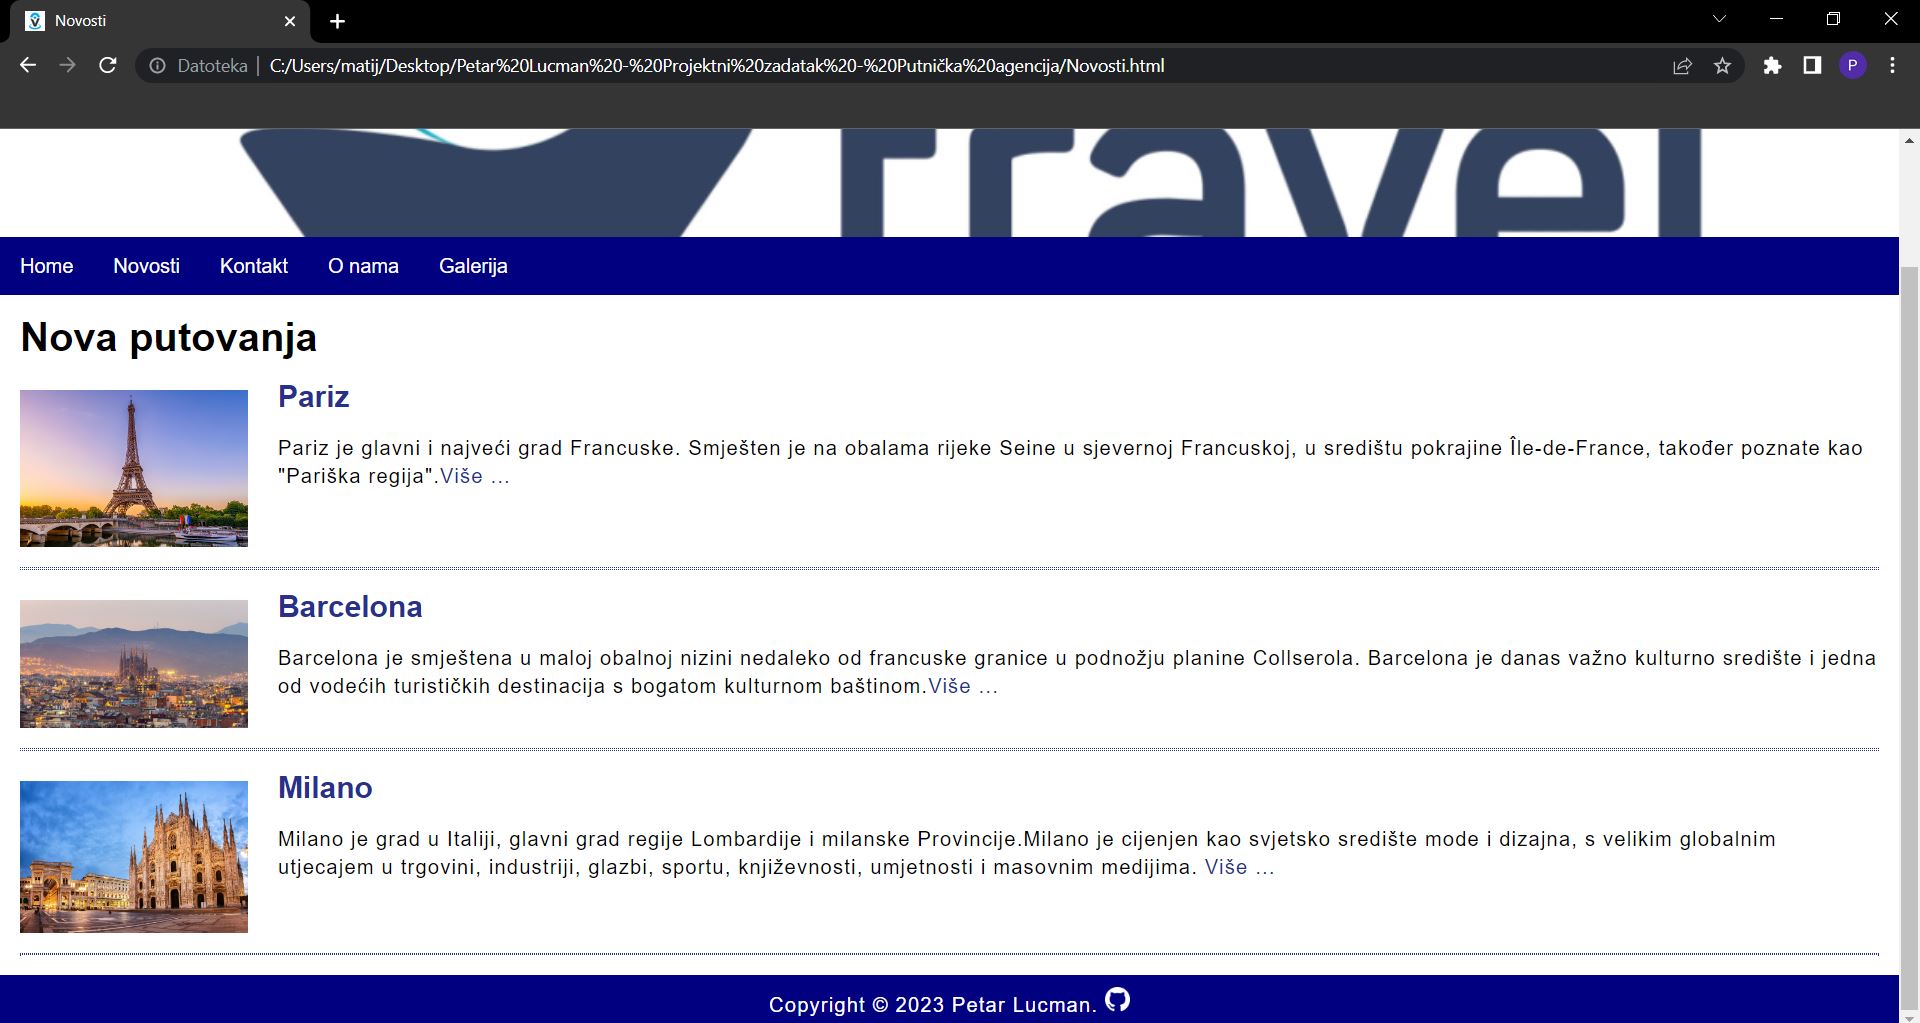 Novosti
Datoteka
C:/Users/matij/Desktop/Petar%20Lucman%20-%20Projektni%20zadatak%20-%20Putnička%20agencija/Novosti.html
P
Travel
Home
Novosti
Kontakt
O nama
Galerija
Nova putovanja
Pariz
Pariz je glavni i najveći grad Francuske. Smješten je na obalama rijeke Seine u sjevernoj Francuskoj, u središtu pokrajine Île-de-France, također poznate kao
"Pariška regija".Više ...
Barcelona
Barcelona je smještena u maloj obalnoj nizini nedaleko od francuske granice u podnožju planine Collserola. Barcelona je danas važno kulturno središte i jedna
od vodećih turističkih destinacija s bogatom kulturnom baštinom.Više ...
Milano
Milano je grad u Italiji, glavni grad regije Lombardije i milanske Provincije.Milano je cijenjen kao svjetsko središte mode i dizajna, s velikim globalnim
utjecajem u trgovini, industriji, glazbi, sportu, književnosti, umjetnosti i masovnim medijima. Više ...
Copyright © 2023 Petar Lucman.